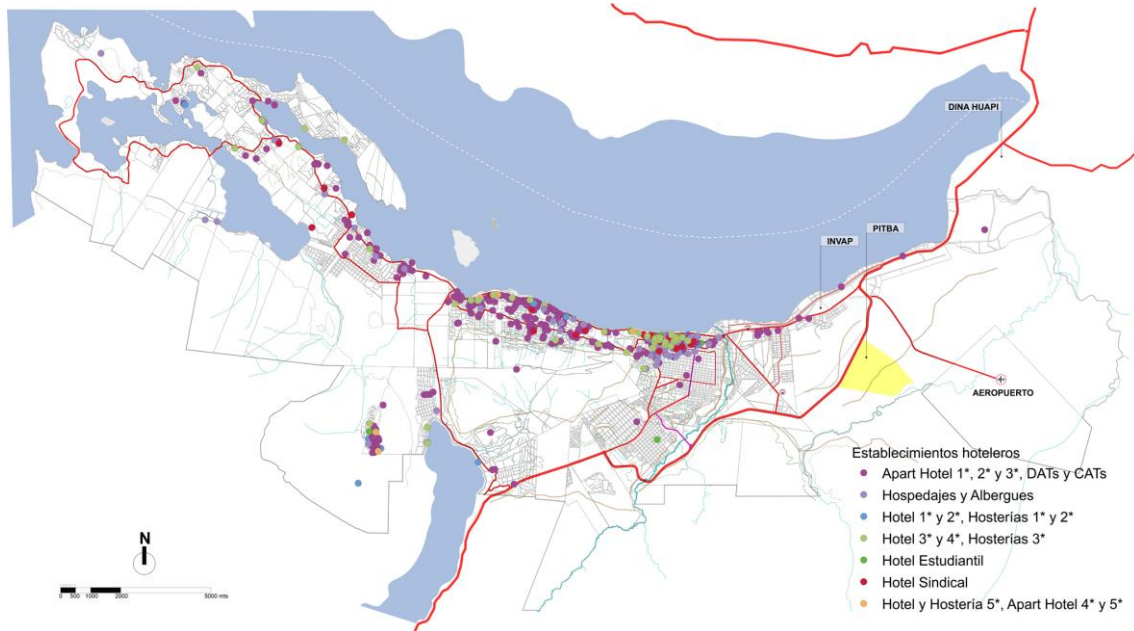 DINA HUAPI
PITBA
INVAP
AEROPUERTO
Establecimientos hoteleros
Apart Hotel 1*, 2* y 3*, DATs y CATs
Hospedajes y Albergues
Hotel 1* y 2*, Hosterías 1* y 2*
Hotel 3* y 4*, Hosterías 3*
Hotel Estudiantil
Hotel Sindical
Hotel y Hostería 5*, Apart Hotel 4* y 5*
N
0 500 1000 2000 5000 mts